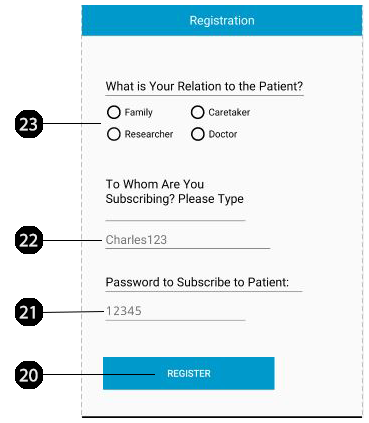 Registration
What is Your Relation to the Patient?
Family Caretaker
23
Researcher Doctor
To Whom Are You
Subscribing? Please Type
22 Charles123
Password to Subscribe to Patient:
21 12345
20 REGISTER